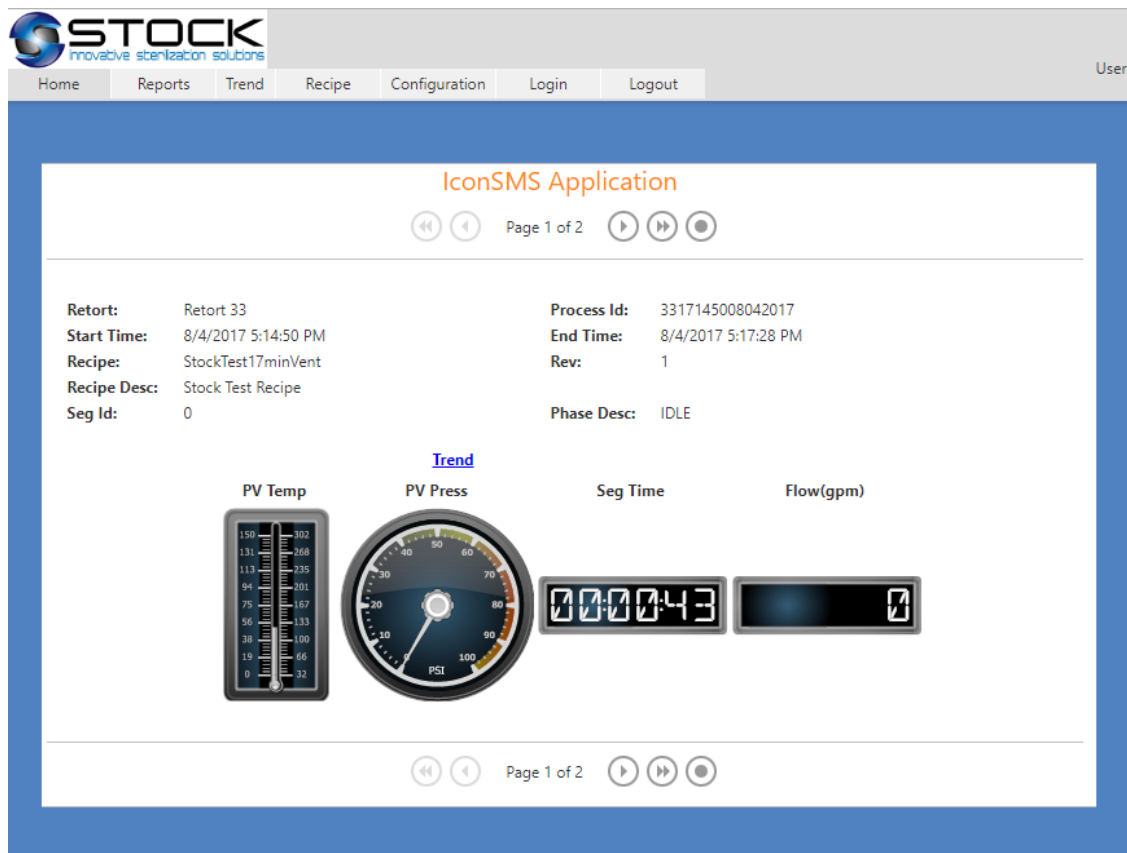 STOCK
innovative sterilization solutions
User
Home Reports Trend Recipe Configuration Login Logout
IconSMS Application
Page 1 of 2
Retort: Retort 33 Process Id: 3317145008042017
Start Time: 8/4/2017 5:14:50 PM End Time: 8/4/2017 5:17:28 PM
Recipe: StockTest17minVent Rev: 1
Recipe Desc: Stock Test Recipe
Seg Id: 0 Phase Desc: IDLE
Trend
PV Temp PV Press Seg Time Flow(gpm)
150 302
131 268
113 235
94 201
75 167
56 133
38 100
19 66
0 32
0 10 20 30 40 50 60 70 80 90 100
PSI
00:00:43
0
Page 1 of 2